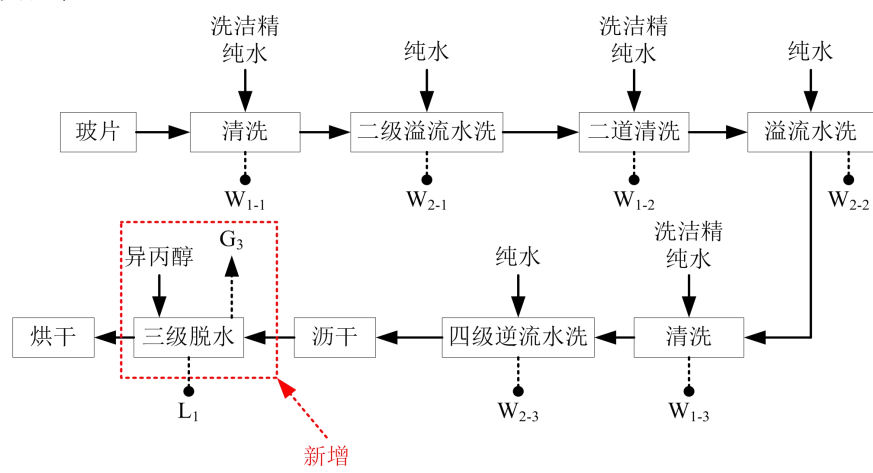 洗洁精
纯水
纯水
洗洁精
纯水
纯水
玻片
清洗
二级溢流水洗
二道清洗
溢流水洗
W1-1
W2-1
W1-2
W2-2
异丙醇
G3
纯水
洗洁精
纯水
烘干
三级脱水
沥干
四级逆流水洗
清洗
L1
W2-3
W1-3
新增